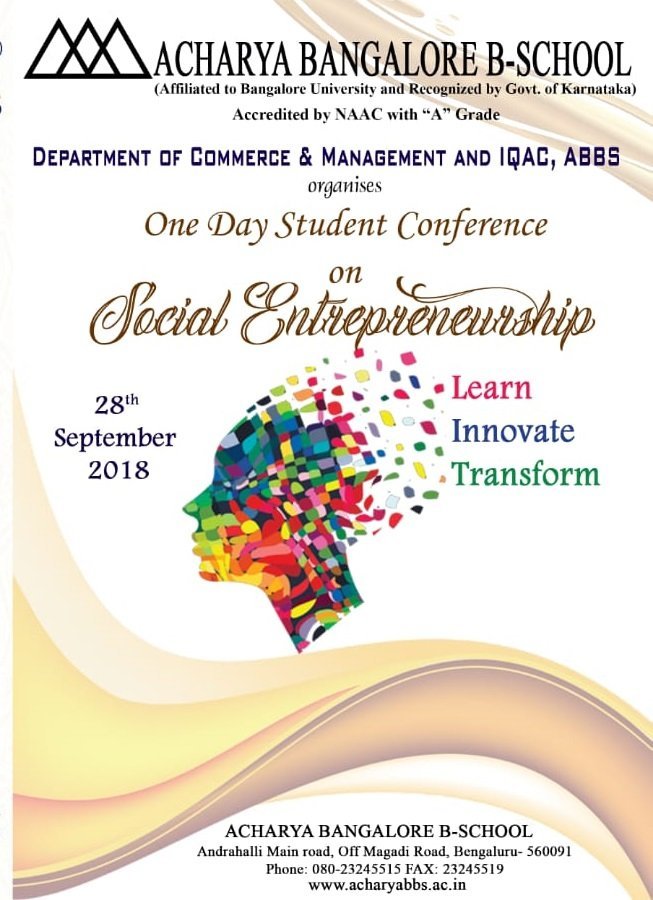 ACHARYA BANGALORE B-SCHOOL
(Affiliated to Bangalore University and Recognized by Govt. of Karnataka)
Accredited by NAAC with “A” Grade
DEPARTMENT OF COMMERCE & MANAGEMENT AND IQAC, ABBS
organises
One Day Student Conference
on
Social Entrepreneurship
28th
September
2018
Learn
Innovate
Transform
ACHARYA BANGALORE B-SCHOOL
Andrahalli Main road, Off Magadi Road, Bengaluru- 560091
Phone: 080-23245515 FAX: 23245519
www.acharyabbs.ac.in